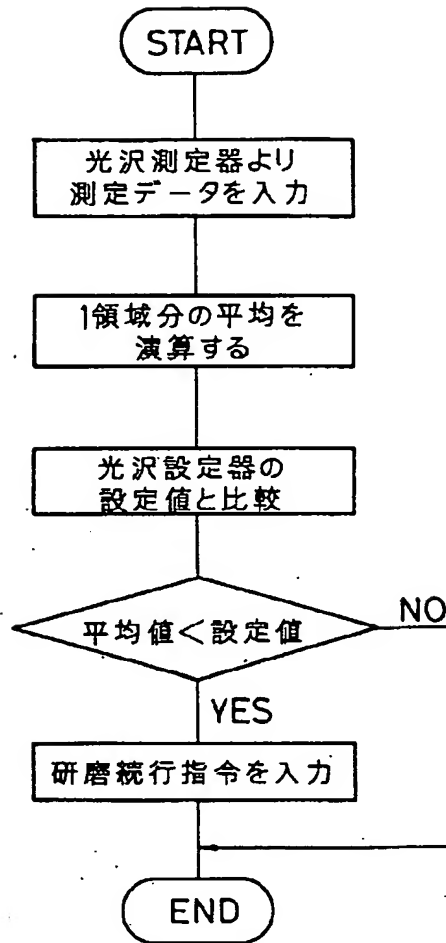 START
光沢測定器より
測定データを入力
1領域分の平均を
演算する
光沢設定器の
設定値と比較
平均値<設定値
NO
YES
研磨続行指令を入力
END